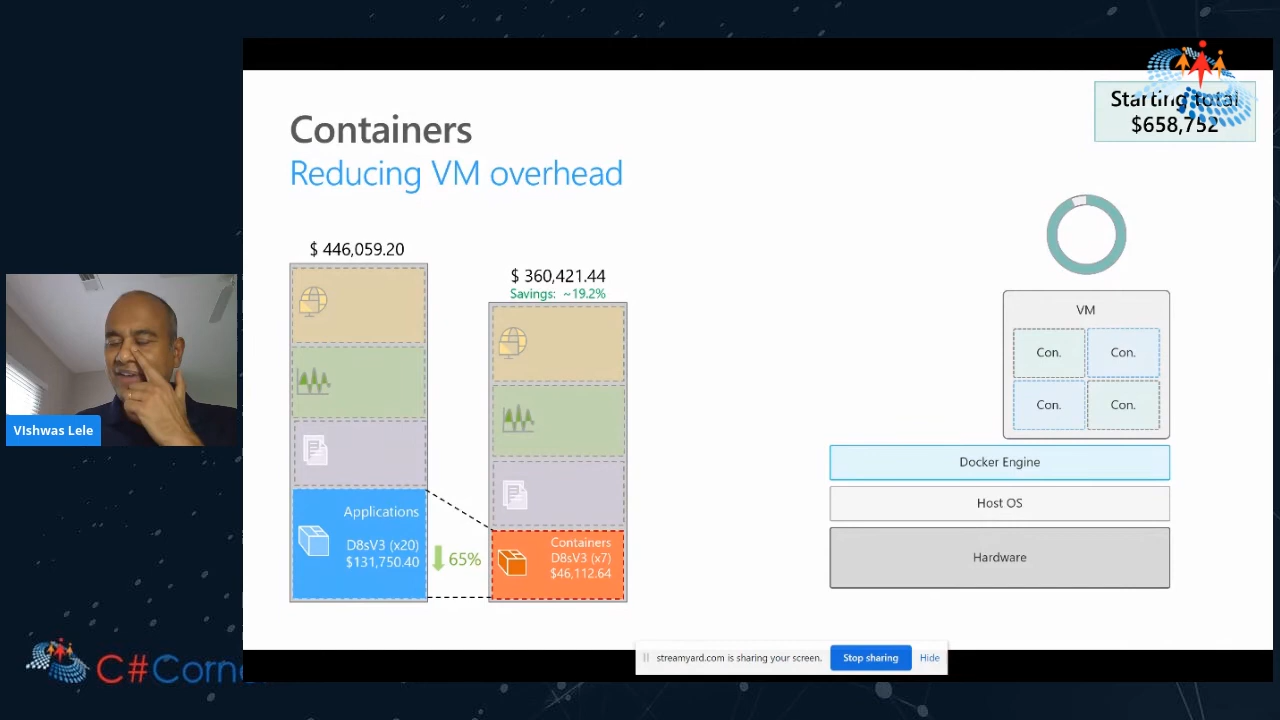 Starting total
$658,752
Containers
Reducing VM overhead
$ 446,059.20
$ 360,421.44
Savings: ~19.2%
VM
Con.
Con.
Con.
Con.
Docker Engine
Host OS
Hardware
Applications
D8sV3 (x20)
$131,750.40
65%
Containers
D8sV3 (x7)
$46,112.64
VIshwas Lele
C#Corne
streamyard.com is sharing your screen.
Stop sharing
Hide